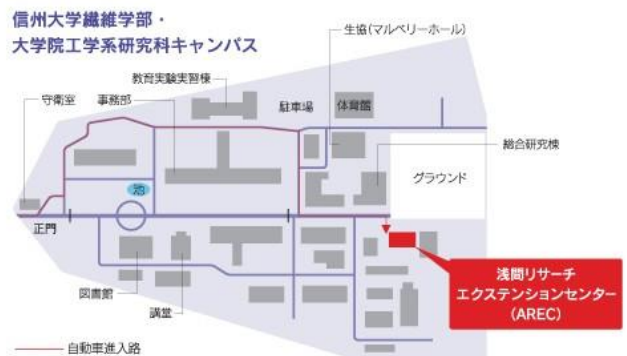 信州大学繊維学部・
大学院工学系研究科キャンパス
生協(マルベリーホール)
教育実験実習棟
守衛室
事務部
駐車場
体育館
総合研究棟
グラウンド
池
正門
図書館
講堂
浅間リサーチ
エクステンションセンター
(AREC)
自動車進入路